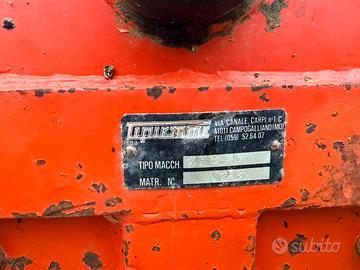 VIA CANALE, CARPI n° 1 C
41011 CAMPOGALLIANO (MO)
TEL. (059) 52.64.07
TIPO MACCH.
MATR. N°
subito